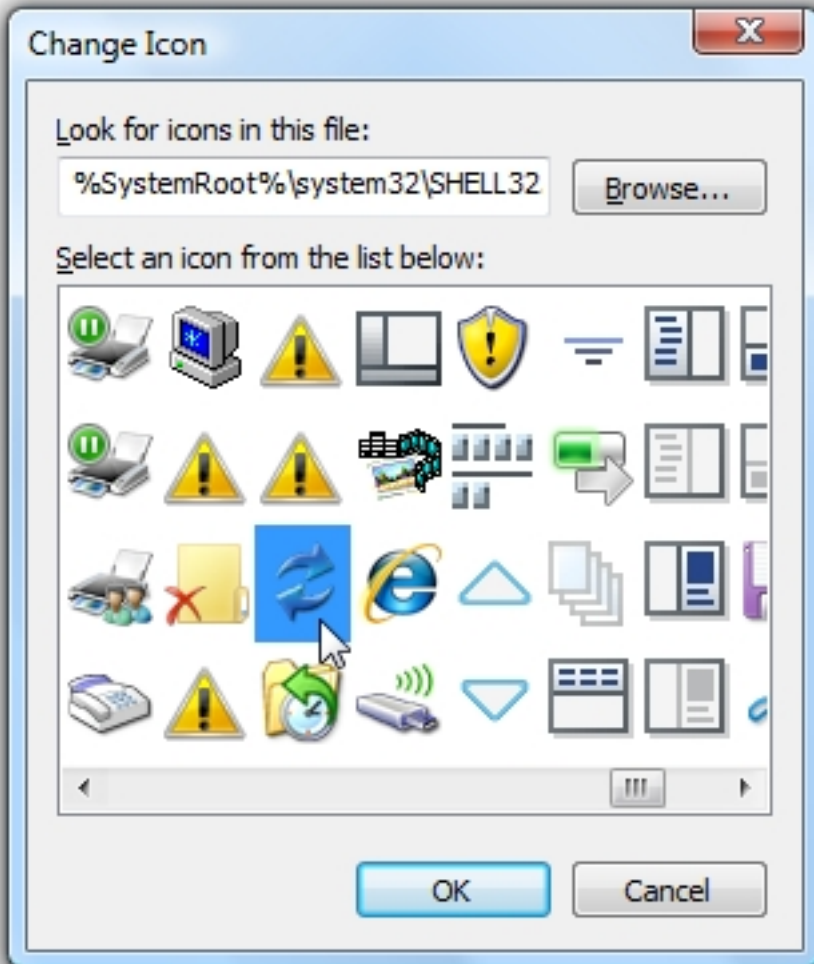 Change Icon
Look for icons in this file:
%SystemRoot%\system32\SHELL32
Browse...
Select an icon from the list below:
OK
Cancel